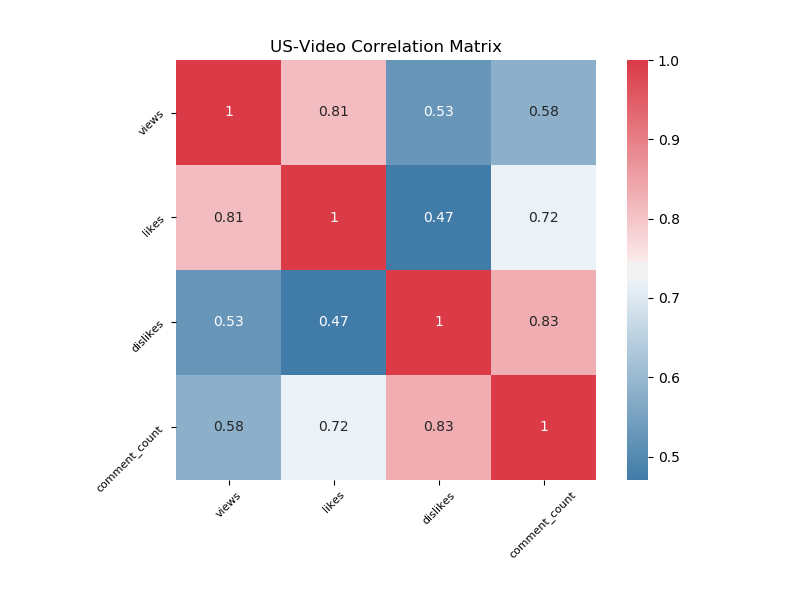 US-Video Correlation Matrix
views
1
0.81
0.53
0.58
likes
0.81
1
0.47
0.72
dislikes
0.53
0.47
1
0.83
comment_count
0.58
0.72
0.83
1
views
likes
dislikes
comment_count
1.0
0.9
0.8
0.7
0.6
0.5